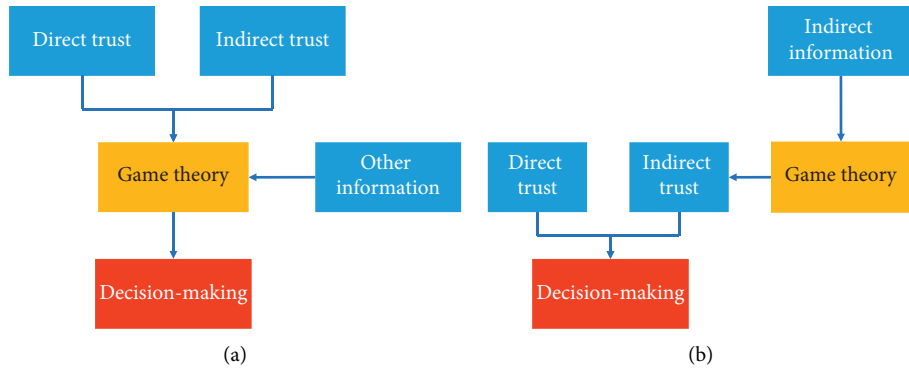 Direct trust
Indirect trust
Game theory
Other
information
Decision-making
(a)
Indirect
information
Direct
trust
Indirect
trust
Game theory
Decision-making
(b)